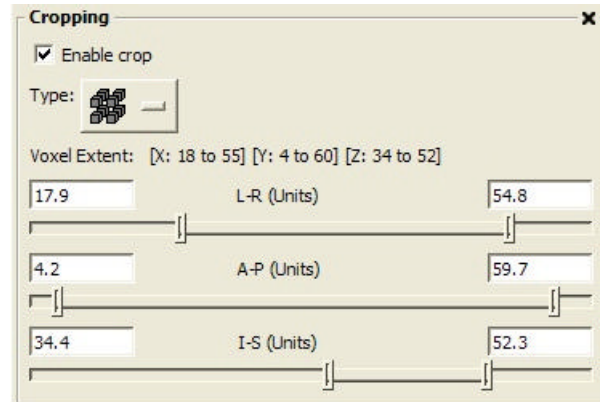 Cropping
Enable crop
Type:
Voxel Extent: [X: 18 to 55] [Y: 4 to 60] [Z: 34 to 52]
17.9 L-R (Units) 54.8
4.2 A-P (Units) 59.7
34.4 I-S (Units) 52.3